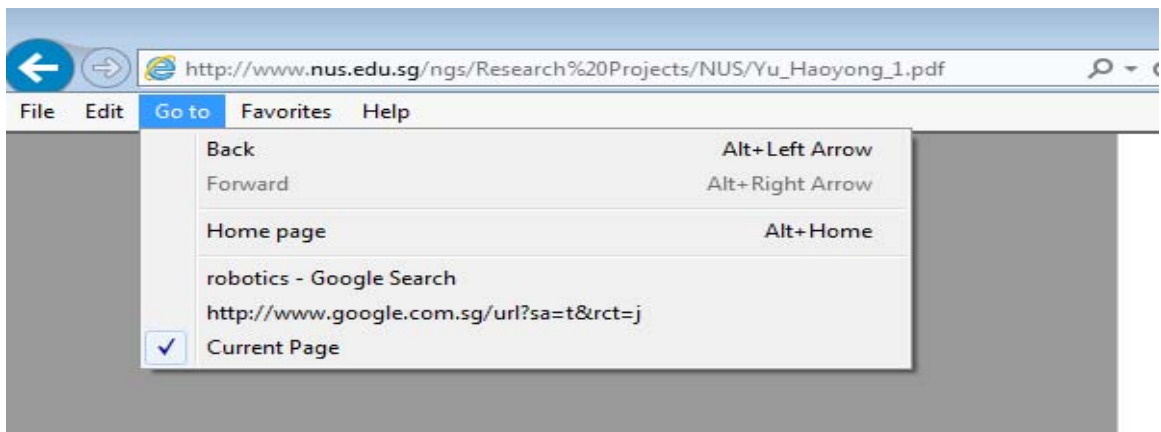 http://www.nus.edu.sg/ngs/Research%20Projects/NUS/Yu_Haoyong_1.pdf
File Edit Go to Favorites Help
Back Alt+Left Arrow
Forward Alt+Right Arrow
Home page Alt+Home
robotics - Google Search
http://www.google.com.sg/url?sa=t&rct=j
Current Page